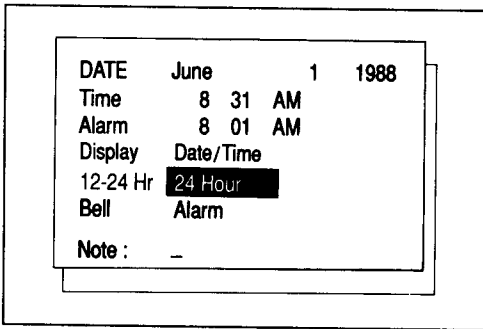 DATE June 1 1988
Time 8 31 AM
Alarm 8 01 AM
Display Date/Time
12-24 Hr 24 Hour
Bell Alarm
Note : _